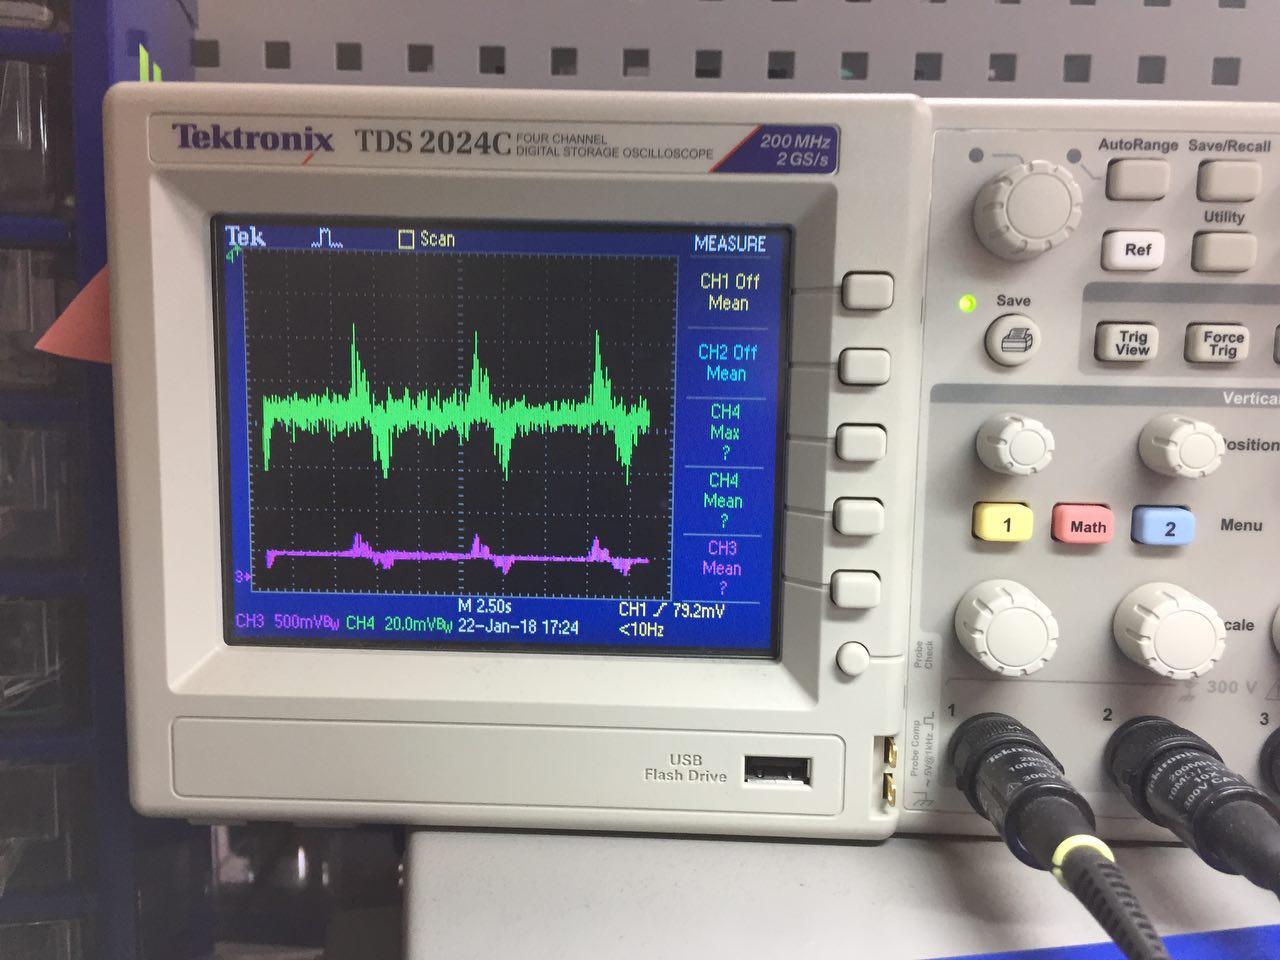 Tektronix TDS 2024C FOUR CHANNEL
DIGITAL STORAGE OSCILLOSCOPE
200 MHz
2 GS/s
Tek
Scan
MEASURE
CH1 Off
Mean
CH2 Off
Mean
CH4
Max
?
CH4
Mean
?
CH3
Mean
?
3
M 2.50s
CH1 79.2mV
CH3 500mVBw CH4 20.0mVBw 22-Jan-18 17:24
<10Hz
USB
Flash Drive
AutoRange
Save/Recall
Ref
Utility
Save
Trig
View
Force
Trig
Position
1
Math
2
Menu
Probe
Check
300 V
1
2
3
Probe Comp
~5V@1kHz
Tektronix
300V
10X